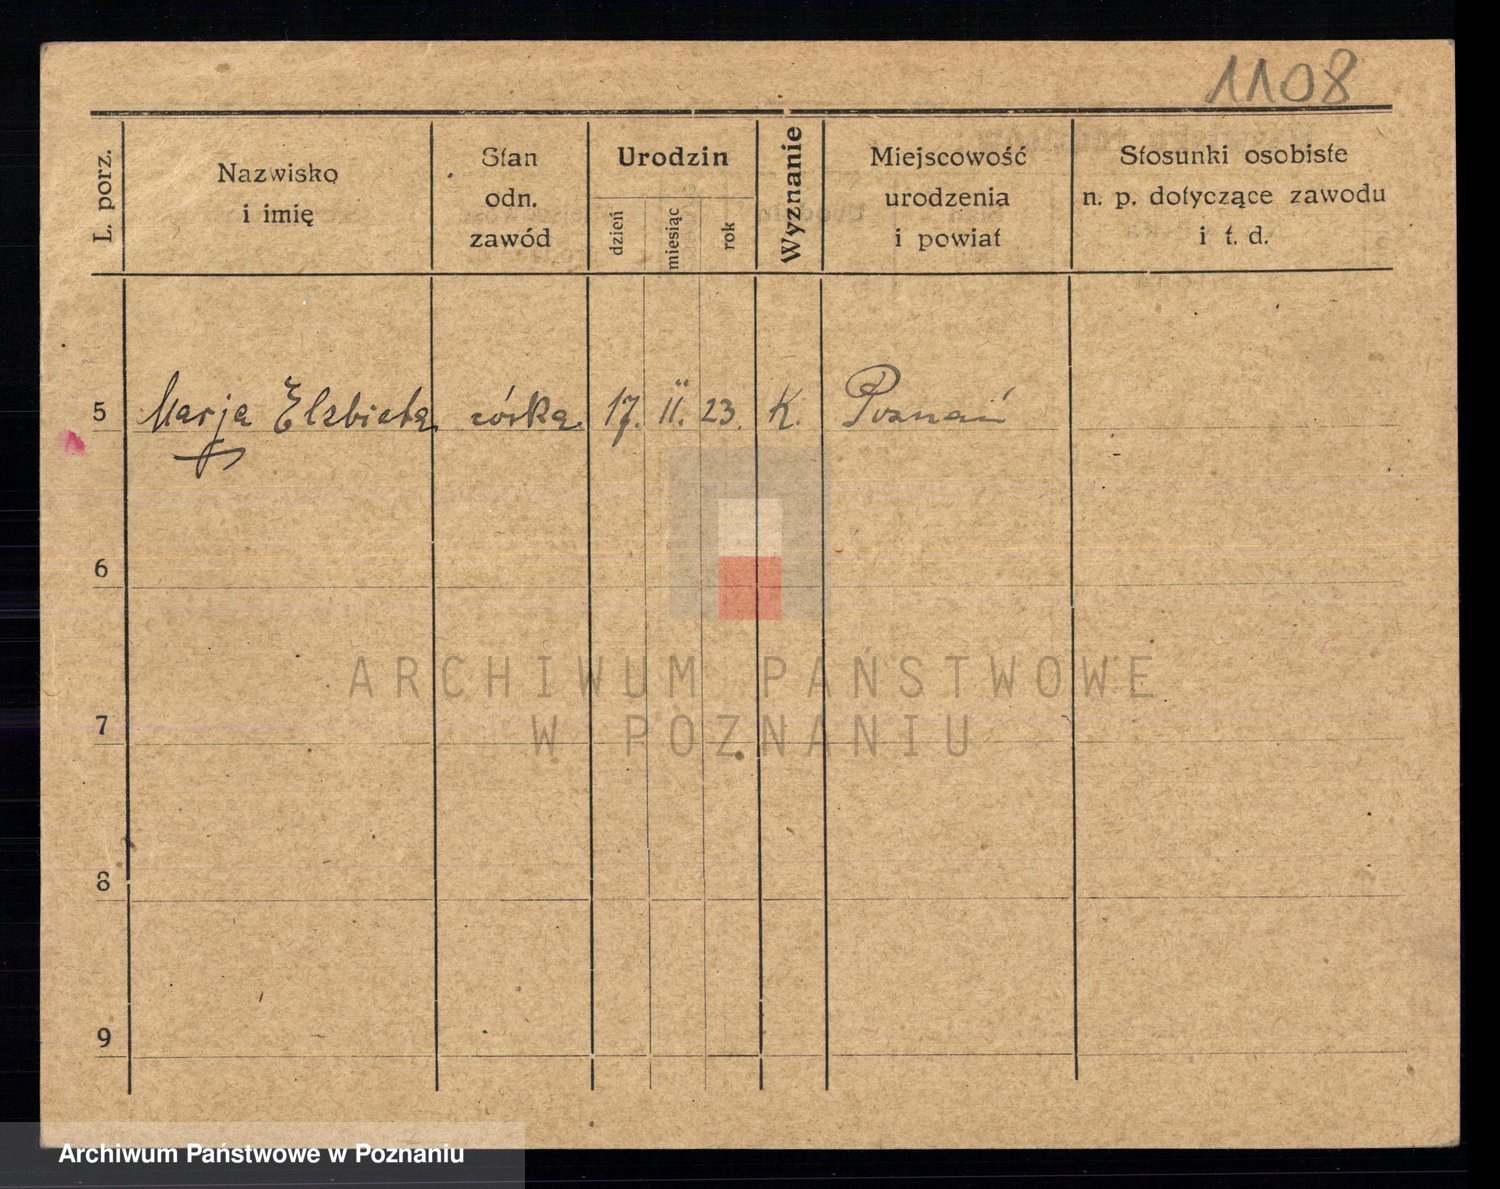 1108
L. porz.
Nazwisko
i imię
Stan
odn.
zawód
Urodzin
dzień
miesiąc
rok
Wyznanie
Miejscowość
urodzenia
i powiat
Stosunki osobiste
n. p. dotyczące zawodu
i t. d.
5 Marja Elżbieta córka 17. II. 23. K. Poznań
6
7
8
9
ARCHIWUM PAŃSTWOWE
W POZNANIU
Archiwum Państwowe w Poznaniu